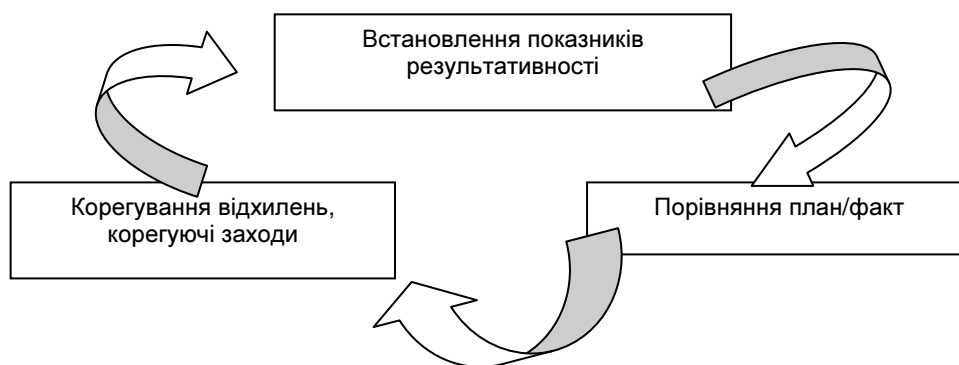 Встановлення показників
результативності
Корегування відхилень,
корегуючі заходи
Порівняння план/факт